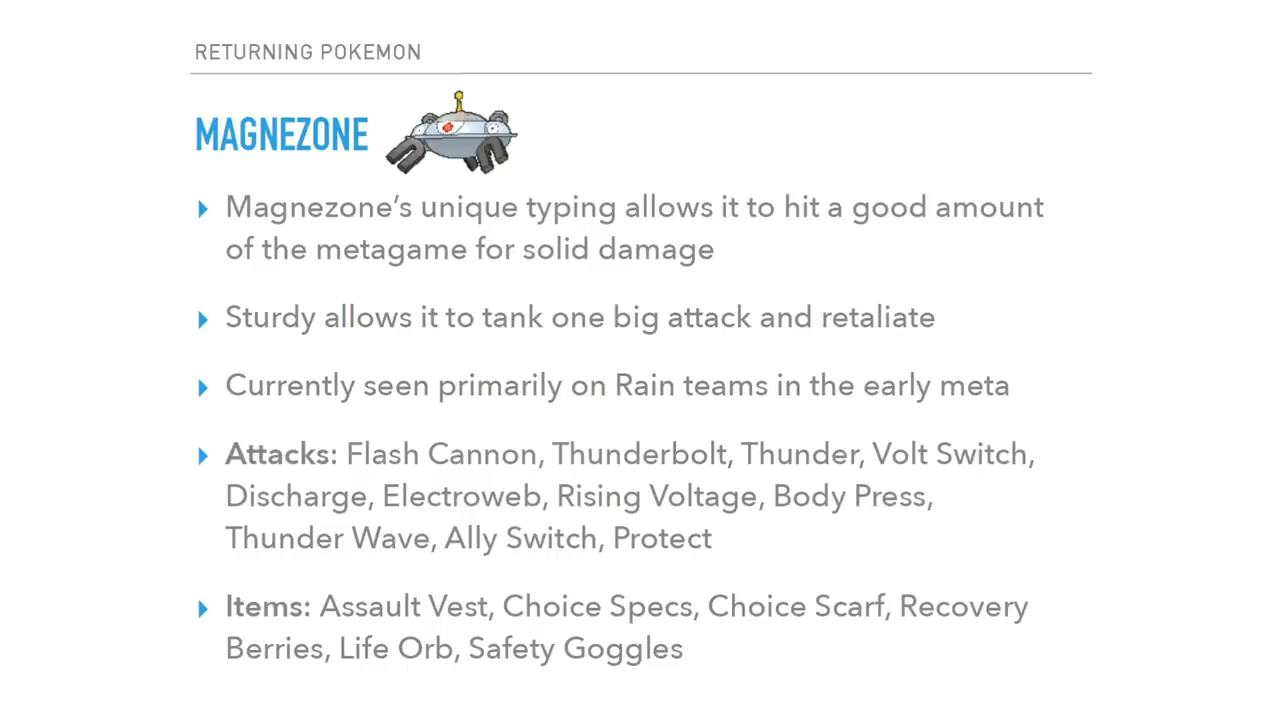 RETURNING POKEMON
MAGNEZONE
Magnezone’s unique typing allows it to hit a good amount
of the metagame for solid damage
Sturdy allows it to tank one big attack and retaliate
Currently seen primarily on Rain teams in the early meta
Attacks: Flash Cannon, Thunderbolt, Thunder, Volt Switch,
Discharge, Electroweb, Rising Voltage, Body Press,
Thunder Wave, Ally Switch, Protect
Items: Assault Vest, Choice Specs, Choice Scarf, Recovery
Berries, Life Orb, Safety Goggles